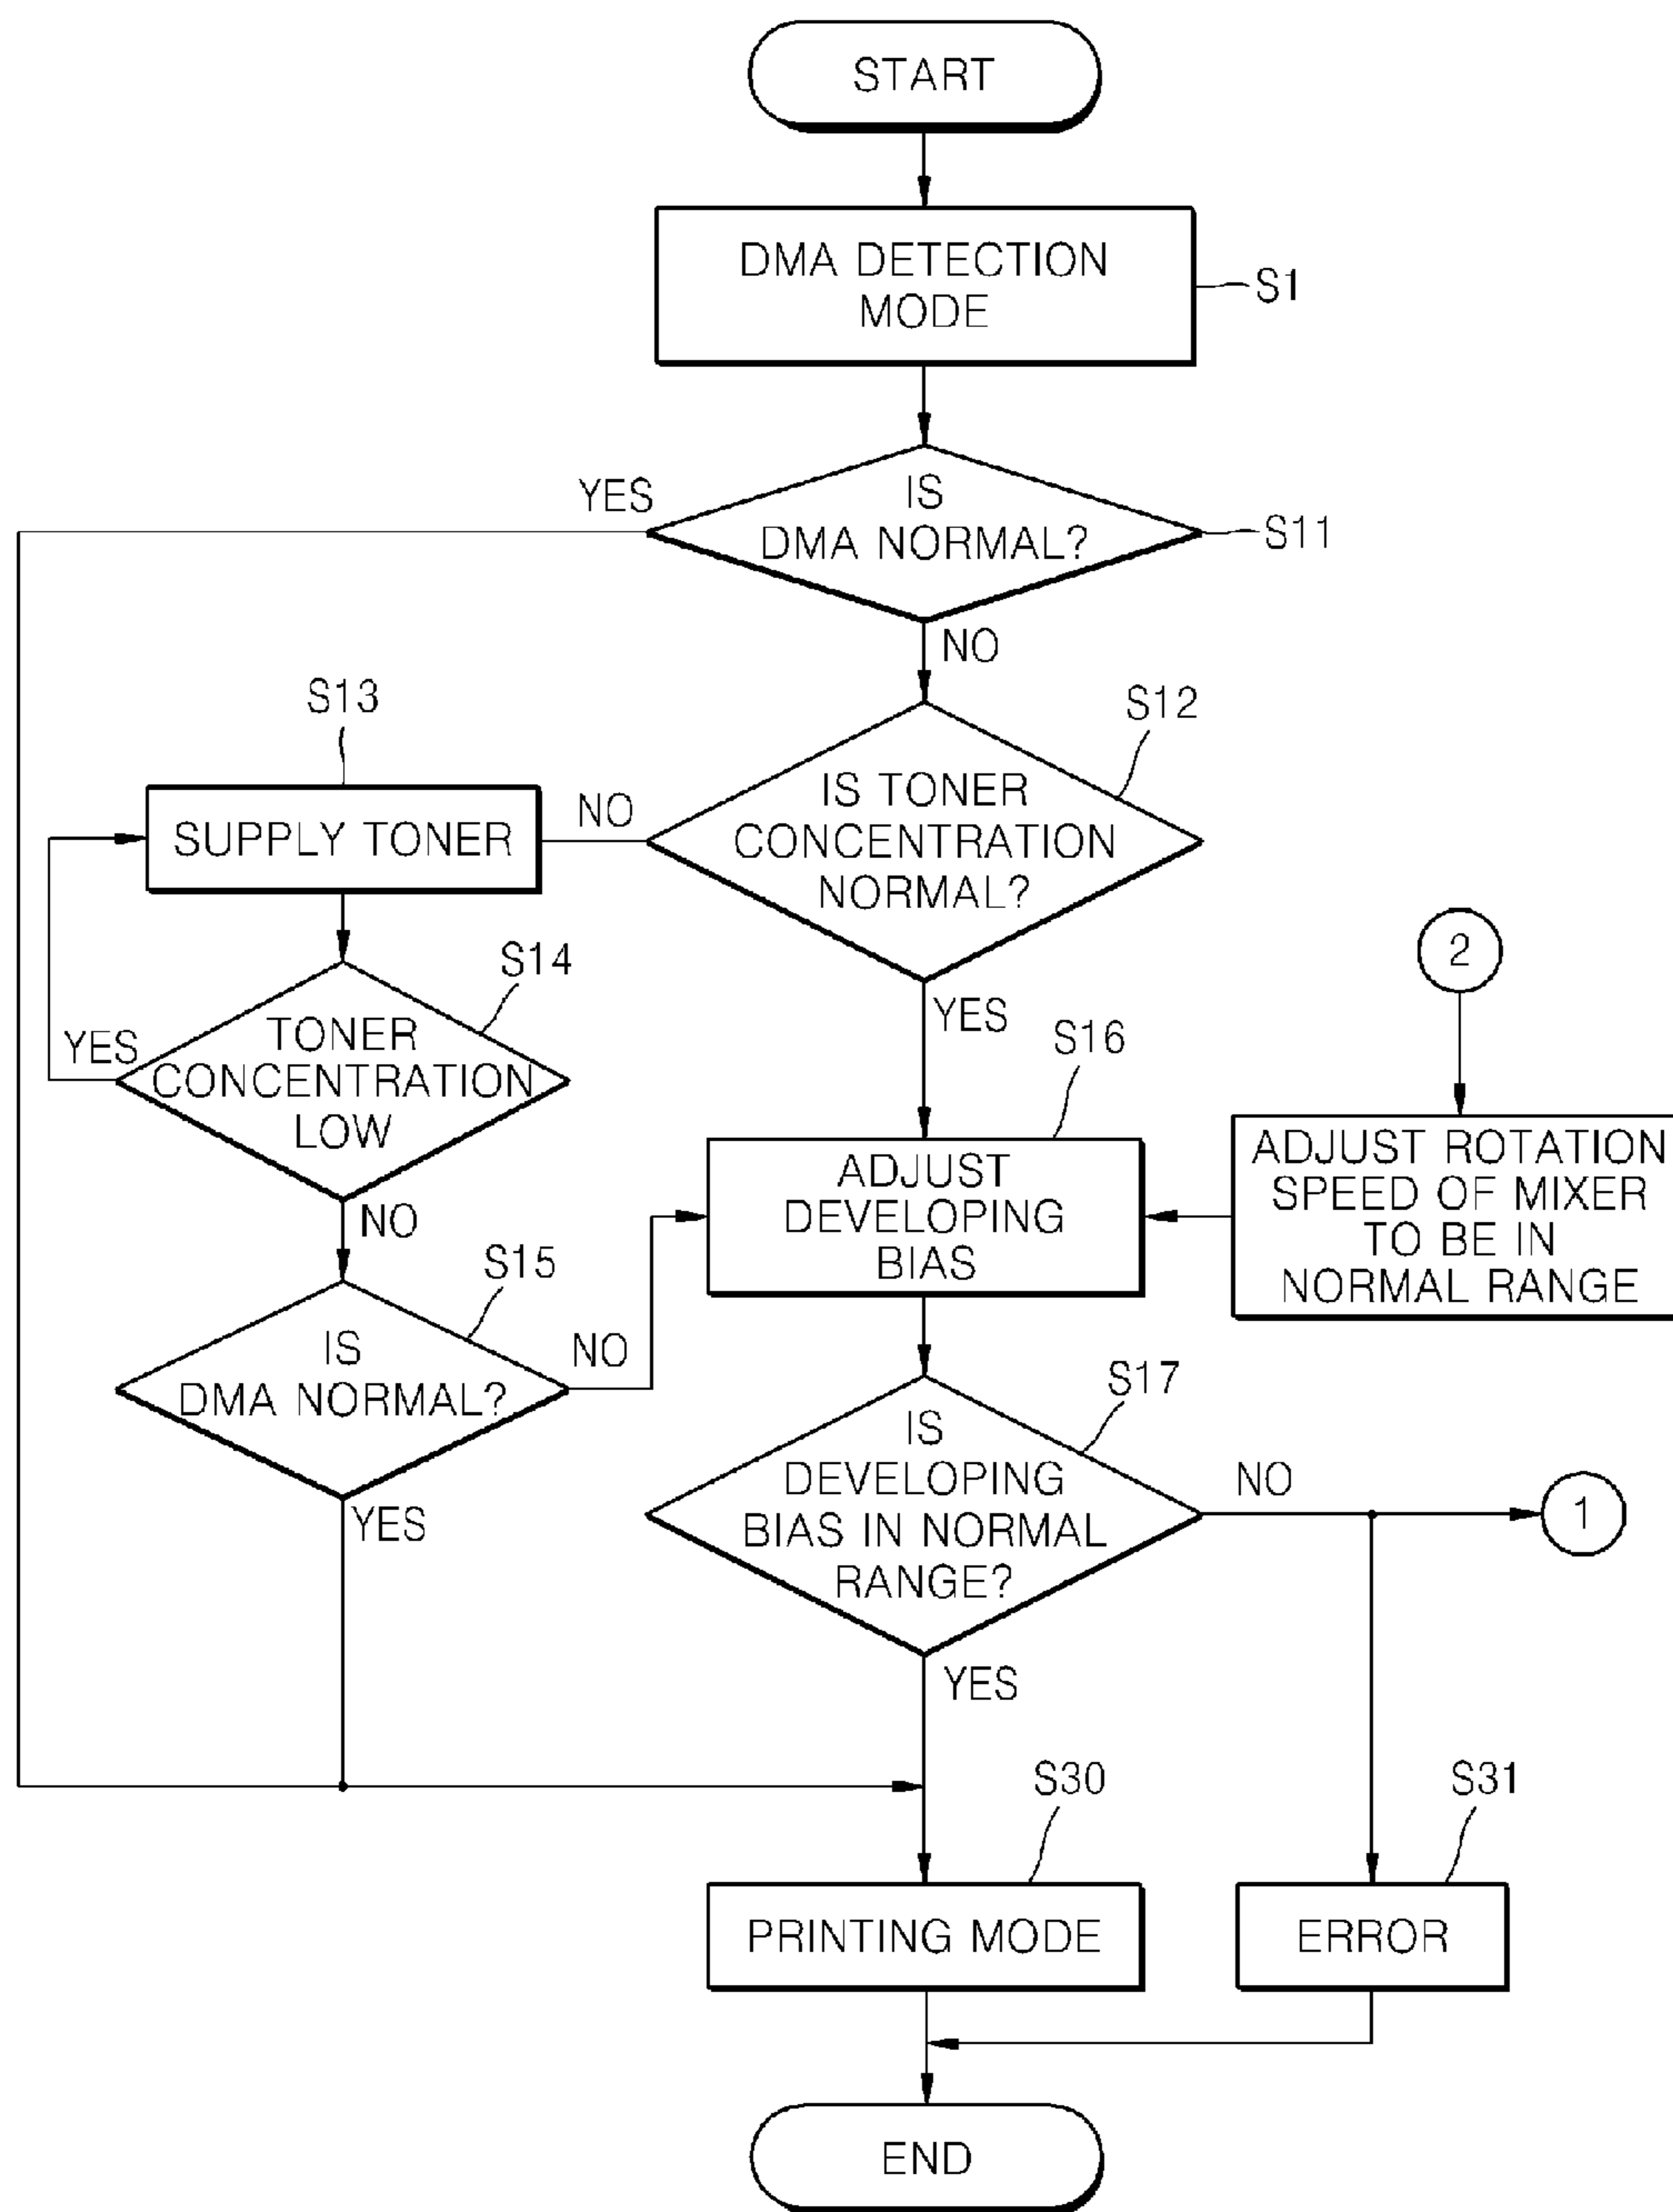 START
DMA DETECTION
MODE
S1
YES
IS
DMA NORMAL?
S11
NO
S13
S12
SUPPLY TONER
NO
IS TONER
CONCENTRATION
NORMAL?
2
S14
YES
YES
TONER
CONCENTRATION
LOW
S16
NO
ADJUST
DEVELOPING
BIAS
ADJUST ROTATION
SPEED OF MIXER
TO BE IN
NORMAL RANGE
S15
IS
DMA NORMAL?
NO
S17
YES
IS
DEVELOPING
BIAS IN NORMAL
RANGE?
NO
1
YES
S30
S31
PRINTING MODE
ERROR
END